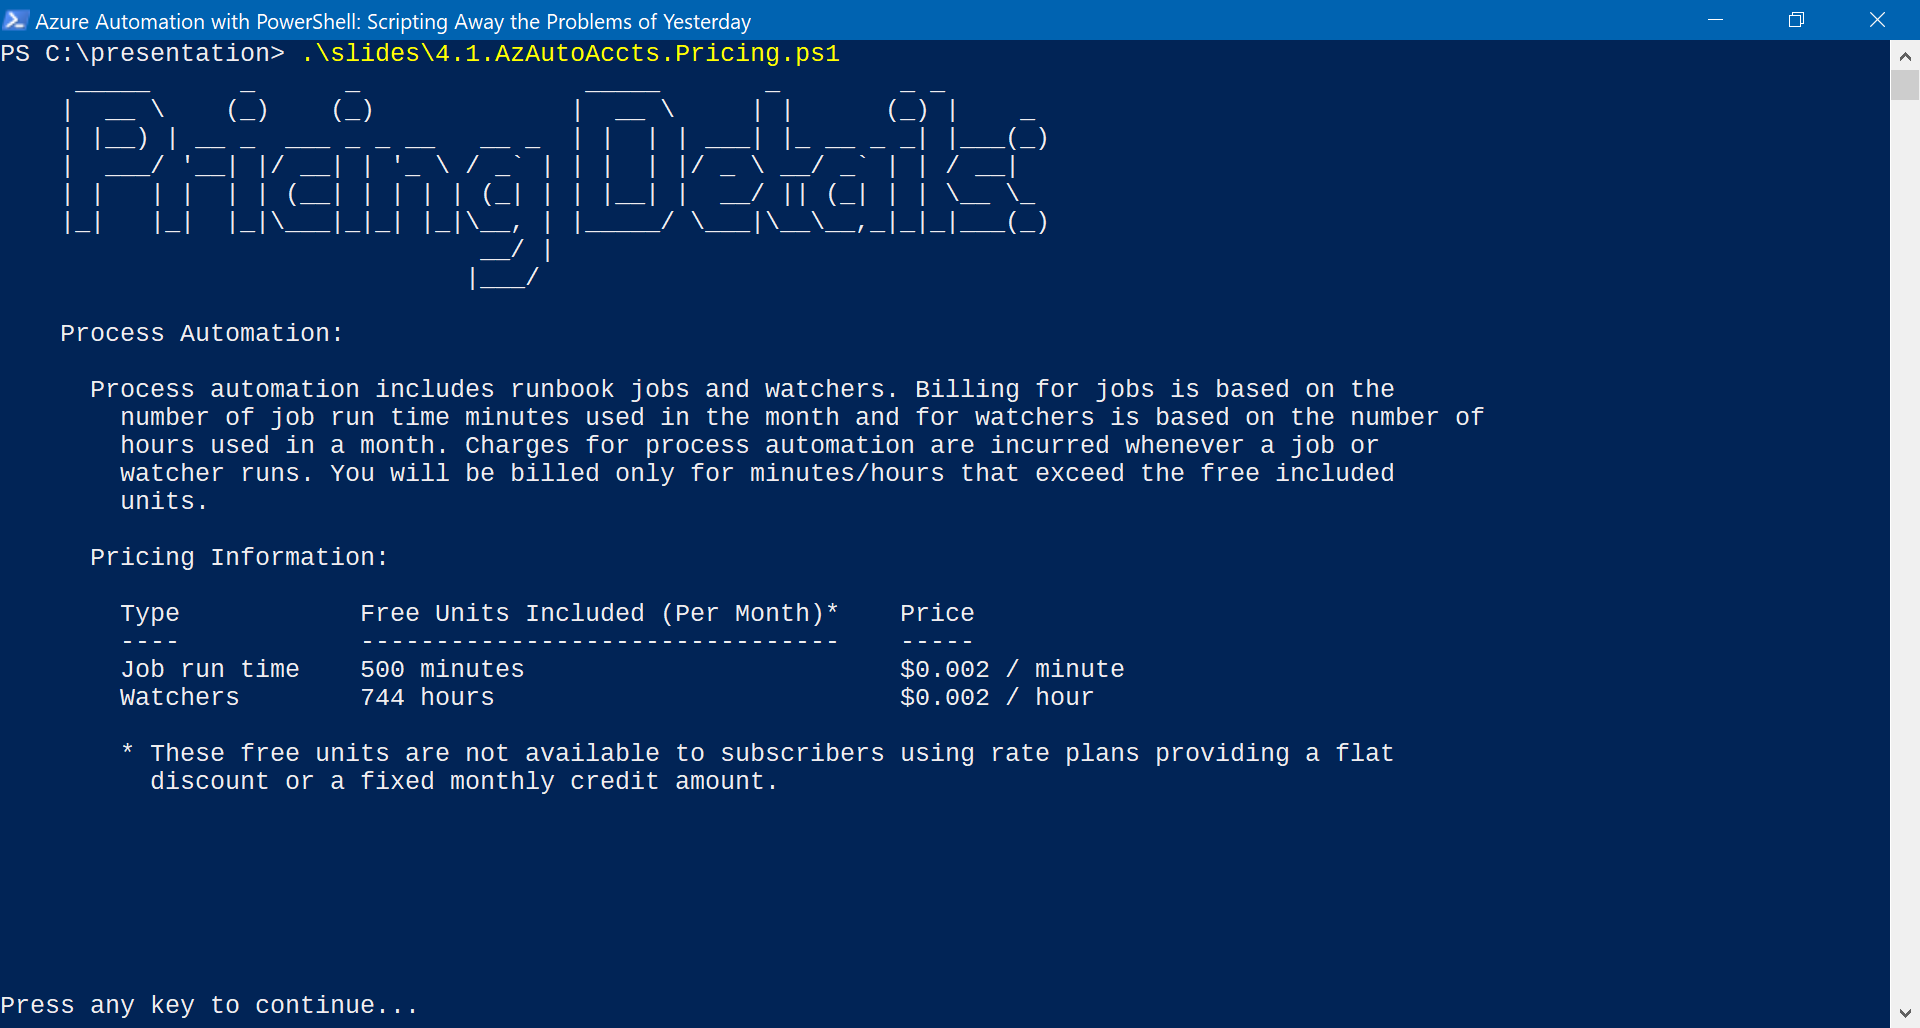 Azure Automation with PowerShell: Scripting Away the Problems of Yesterday
PS C:\presentation> .\slides\4.1.AzAutoAccts.Pricing.ps1
Pricing Details:
Process Automation:
Process automation includes runbook jobs and watchers. Billing for jobs is based on the
number of job run time minutes used in the month and for watchers is based on the number of
hours used in a month. Charges for process automation are incurred whenever a job or
watcher runs. You will be billed only for minutes/hours that exceed the free included
units.
Pricing Information:
Type Free Units Included (Per Month)* Price
---- -------------------------------- -----
Job run time 500 minutes $0.002 / minute
Watchers 744 hours $0.002 / hour
* These free units are not available to subscribers using rate plans providing a flat
discount or a fixed monthly credit amount.
Press any key to continue...